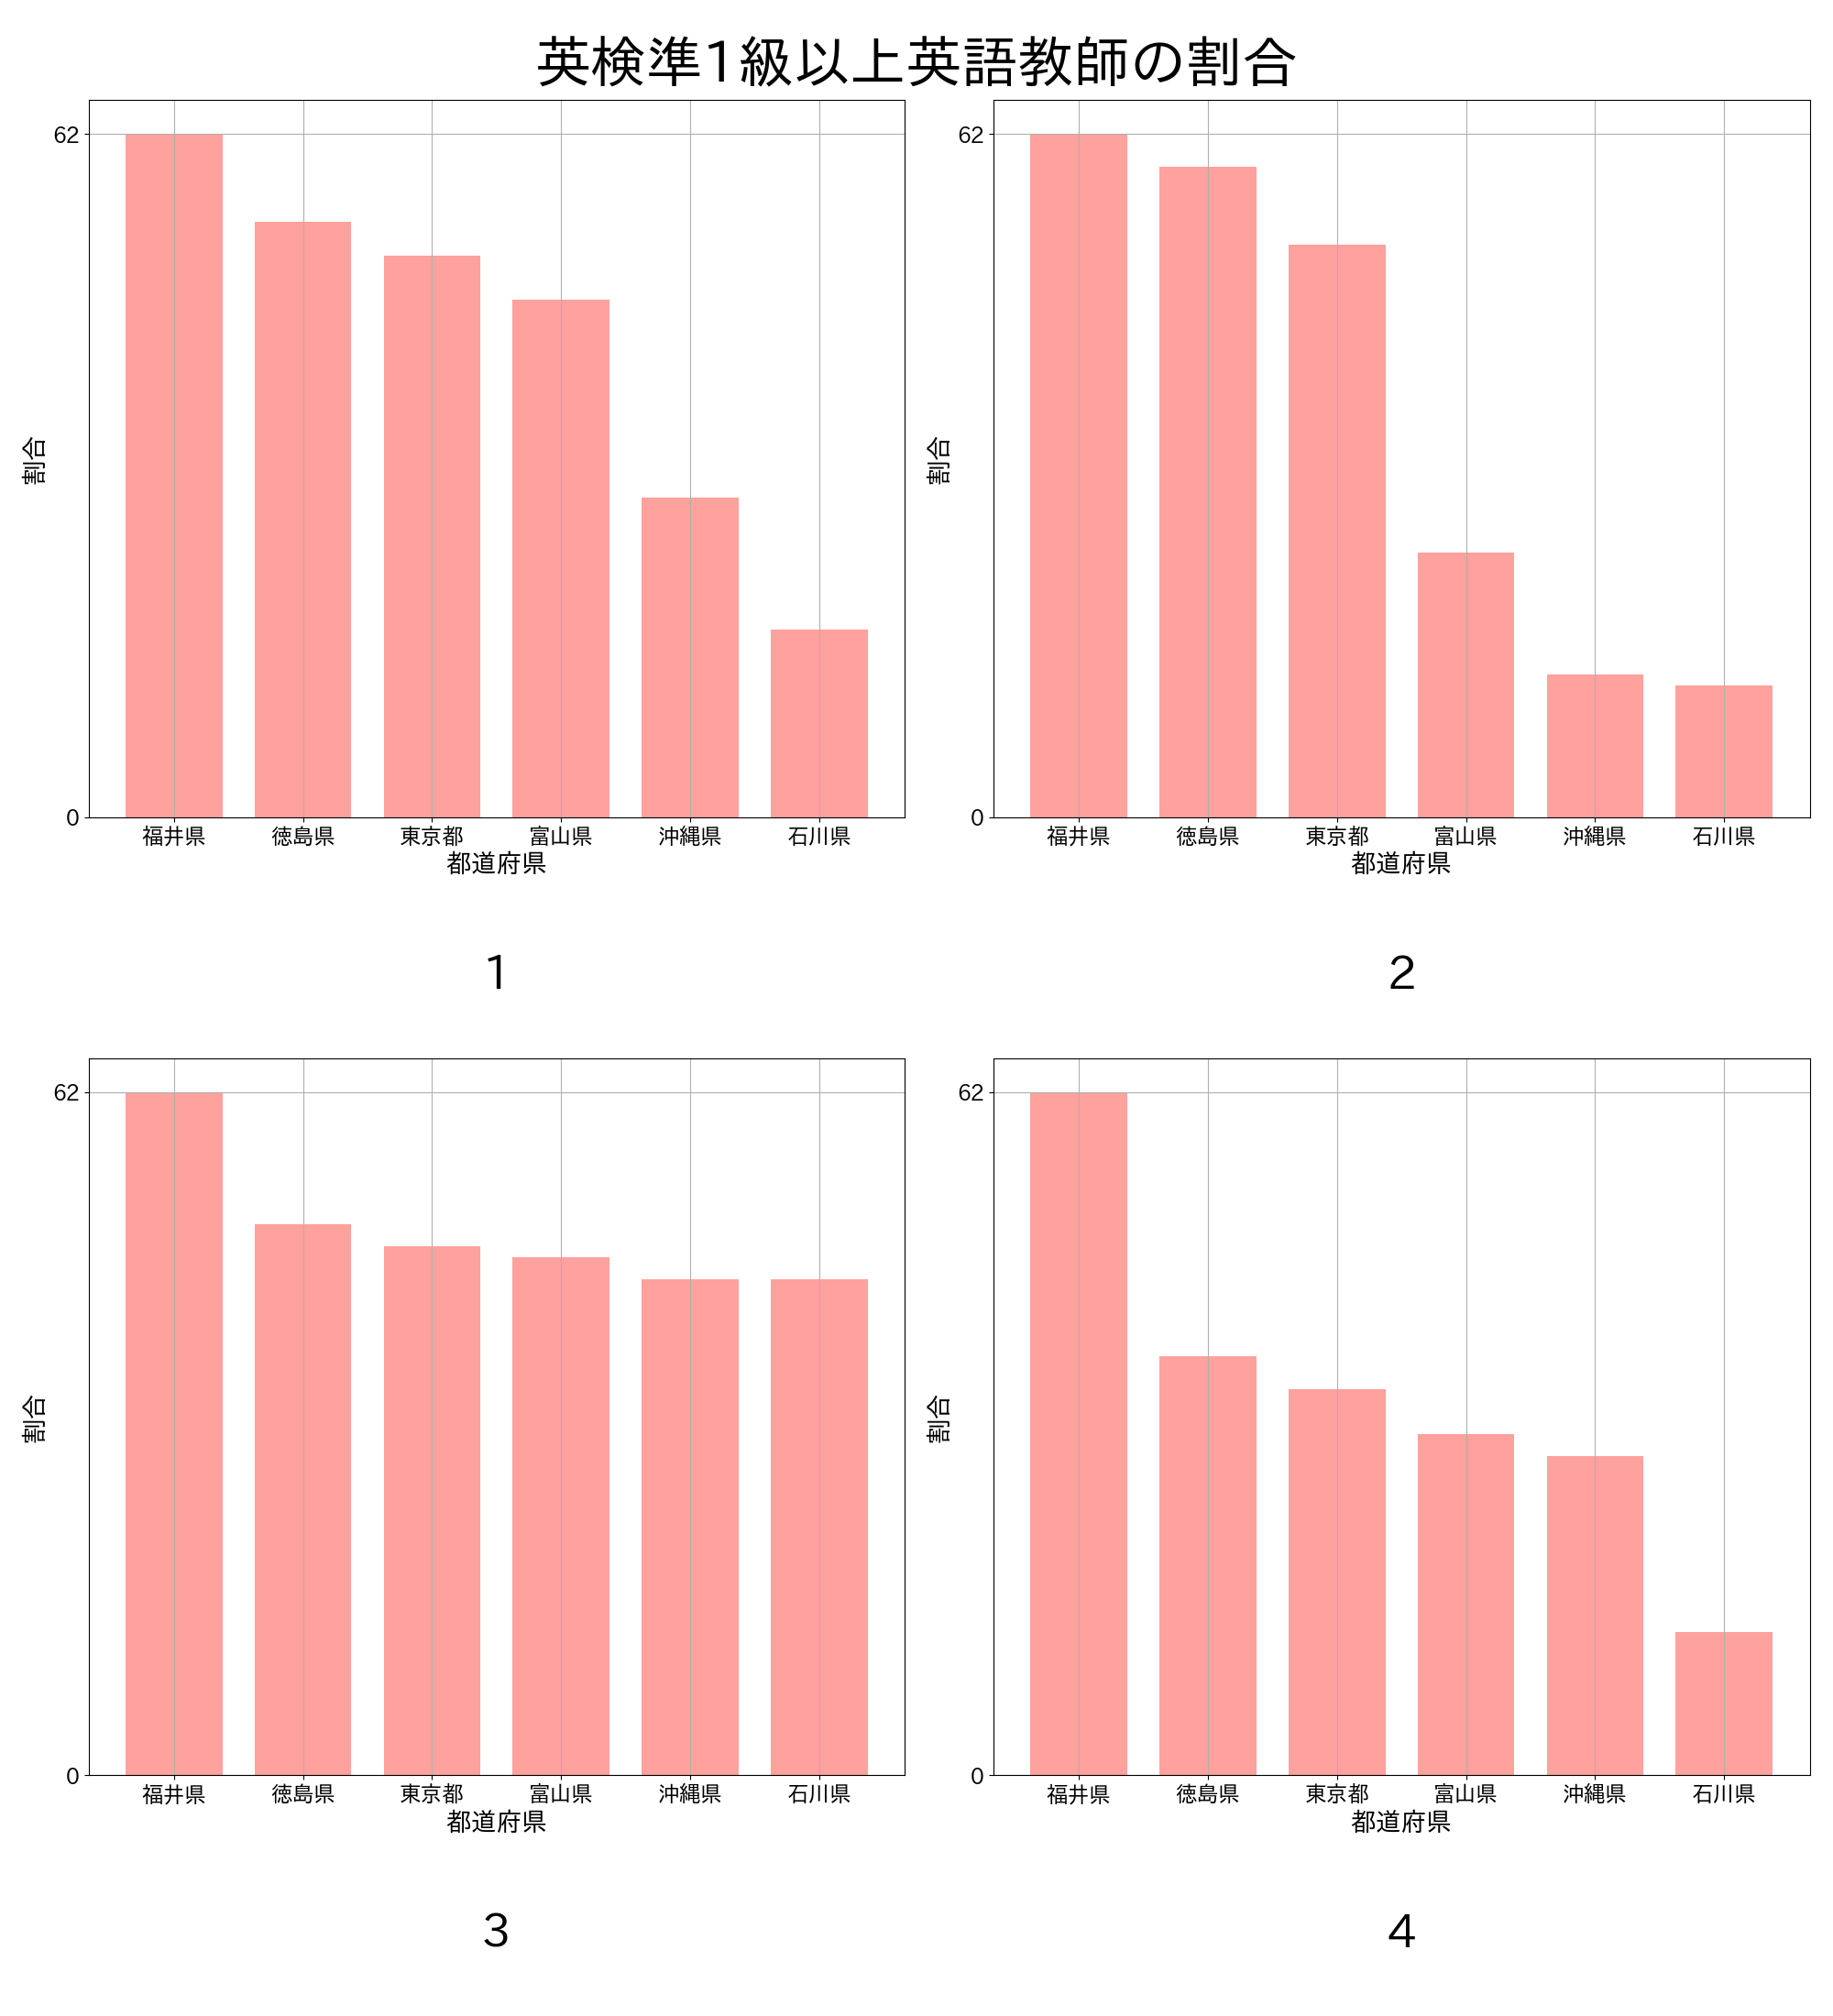 英検準1級以上英語教師の割合
62
0
割合
福井県 徳島県 東京都 富山県 沖縄県 石川県
都道府県
1
62
0
割合
福井県 徳島県 東京都 富山県 沖縄県 石川県
都道府県
2
62
0
割合
福井県 徳島県 東京都 富山県 沖縄県 石川県
都道府県
3
62
0
割合
福井県 徳島県 東京都 富山県 沖縄県 石川県
都道府県
4